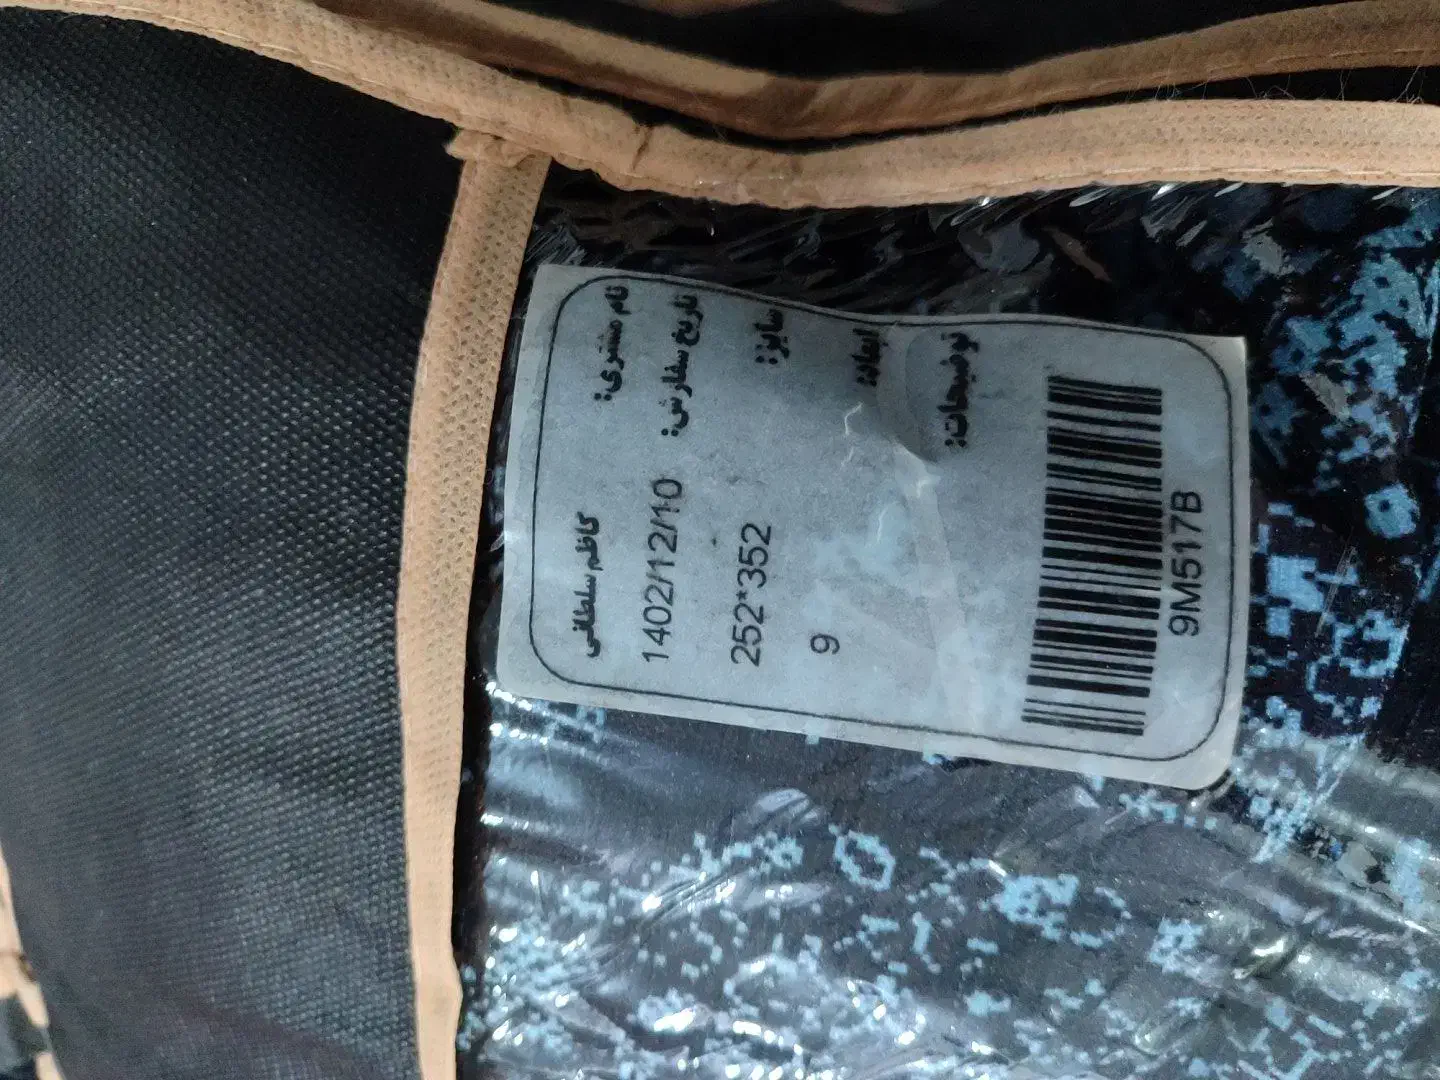 نام مشتری: کاظم سلطانی
تاریخ سفارش: 1402/12/10
سایز: 252*352
ابعاد: 9
توضیحات:
9M517B